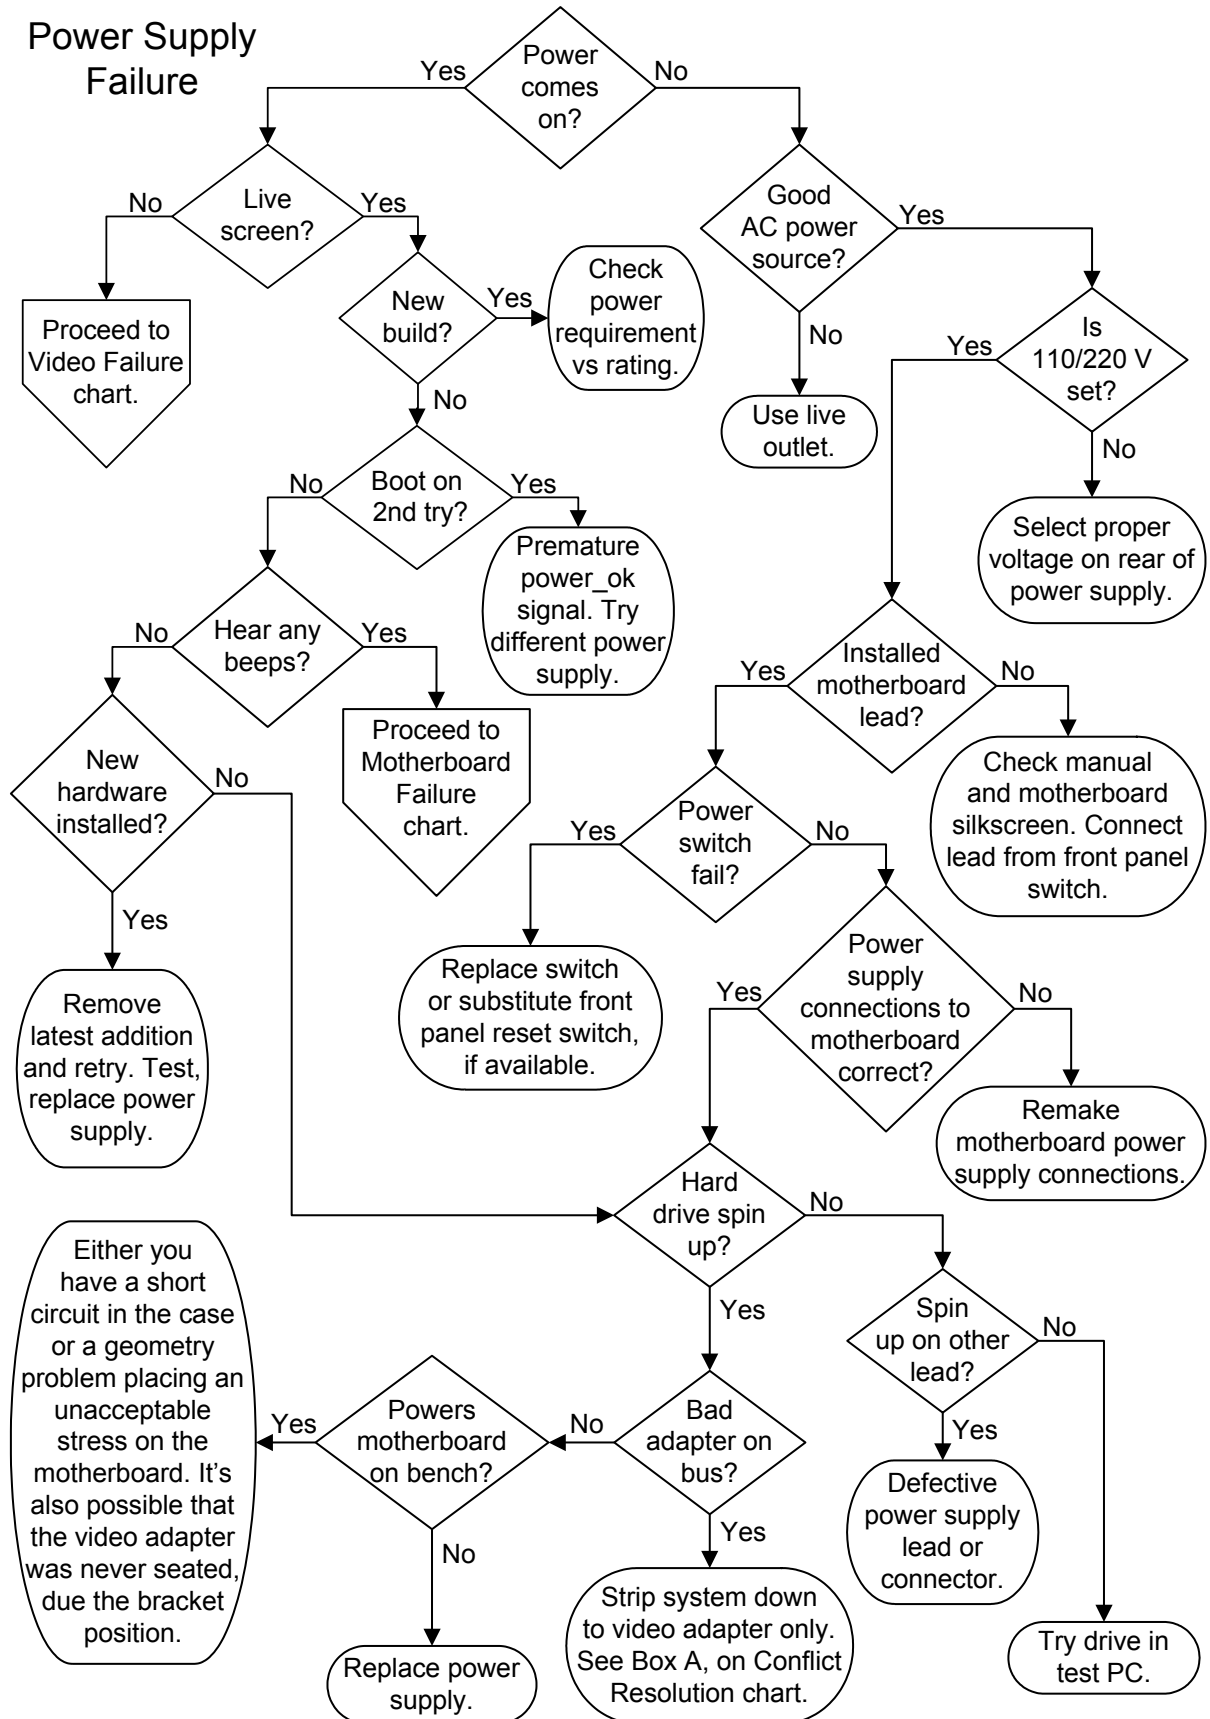 Power Supply
Failure
Power
comes
on?
Yes
No
Live
screen?
No
Yes
Good
AC power
source?
Yes
No
Proceed to
Video Failure
chart.
New
build?
Yes
No
Check
power
requirement
vs rating.
Use live
outlet.
Is
110/220 V
set?
Yes
No
Select proper
voltage on rear of
power supply.
Boot on
2nd try?
No
Yes
Premature
power_ok
signal. Try
different power
supply.
Hear any
beeps?
No
Yes
Proceed to
Motherboard
Failure
chart.
Installed
motherboard
lead?
Yes
No
Check manual
and motherboard
silkscreen. Connect
lead from front panel
switch.
New
hardware
installed?
No
Yes
Remove
latest addition
and retry. Test,
replace power
supply.
Power
switch
fail?
Yes
No
Replace switch
or substitute front
panel reset switch,
if available.
Power
supply
connections to
motherboard
correct?
Yes
No
Remake
motherboard power
supply connections.
Hard
drive spin
up?
No
Yes
Spin
up on other
lead?
No
Yes
Defective
power supply
lead or
connector.
Try drive in
test PC.
Bad
adapter on
bus?
No
Yes
Strip system down
to video adapter only.
See Box A, on Conflict
Resolution chart.
Powers
motherboard
on bench?
Yes
No
Replace power
supply.
Either you
have a short
circuit in the case
or a geometry
problem placing an
unacceptable
stress on the
motherboard. It's
also possible that
the video adapter
was never seated,
due the bracket
position.